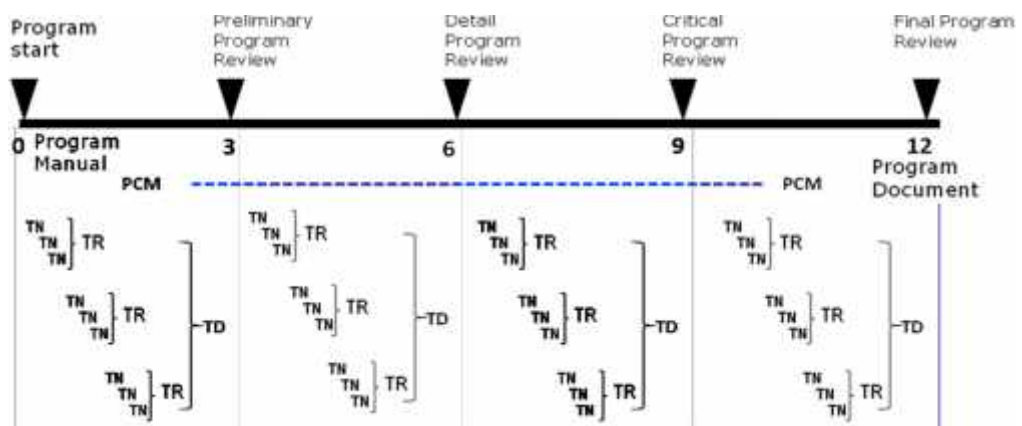 Program
start
Preliminary
Program
Review
Detail
Program
Review
Critical
Program
Review
Final Program
Review
0
Program
Manual
3
6
9
12
Program
Document
PCM
PCM
TN
TN
TN
TR
TN
TN
TN
TR
TN
TN
TN
TR
TD
TN
TN
TN
TR
TN
TN
TN
TR
TN
TN
TN
TR
TD
TN
TN
TN
TR
TN
TN
TN
TR
TN
TN
TN
TR
TD
TN
TN
TN
TR
TN
TN
TN
TR
TN
TN
TN
TR
TD